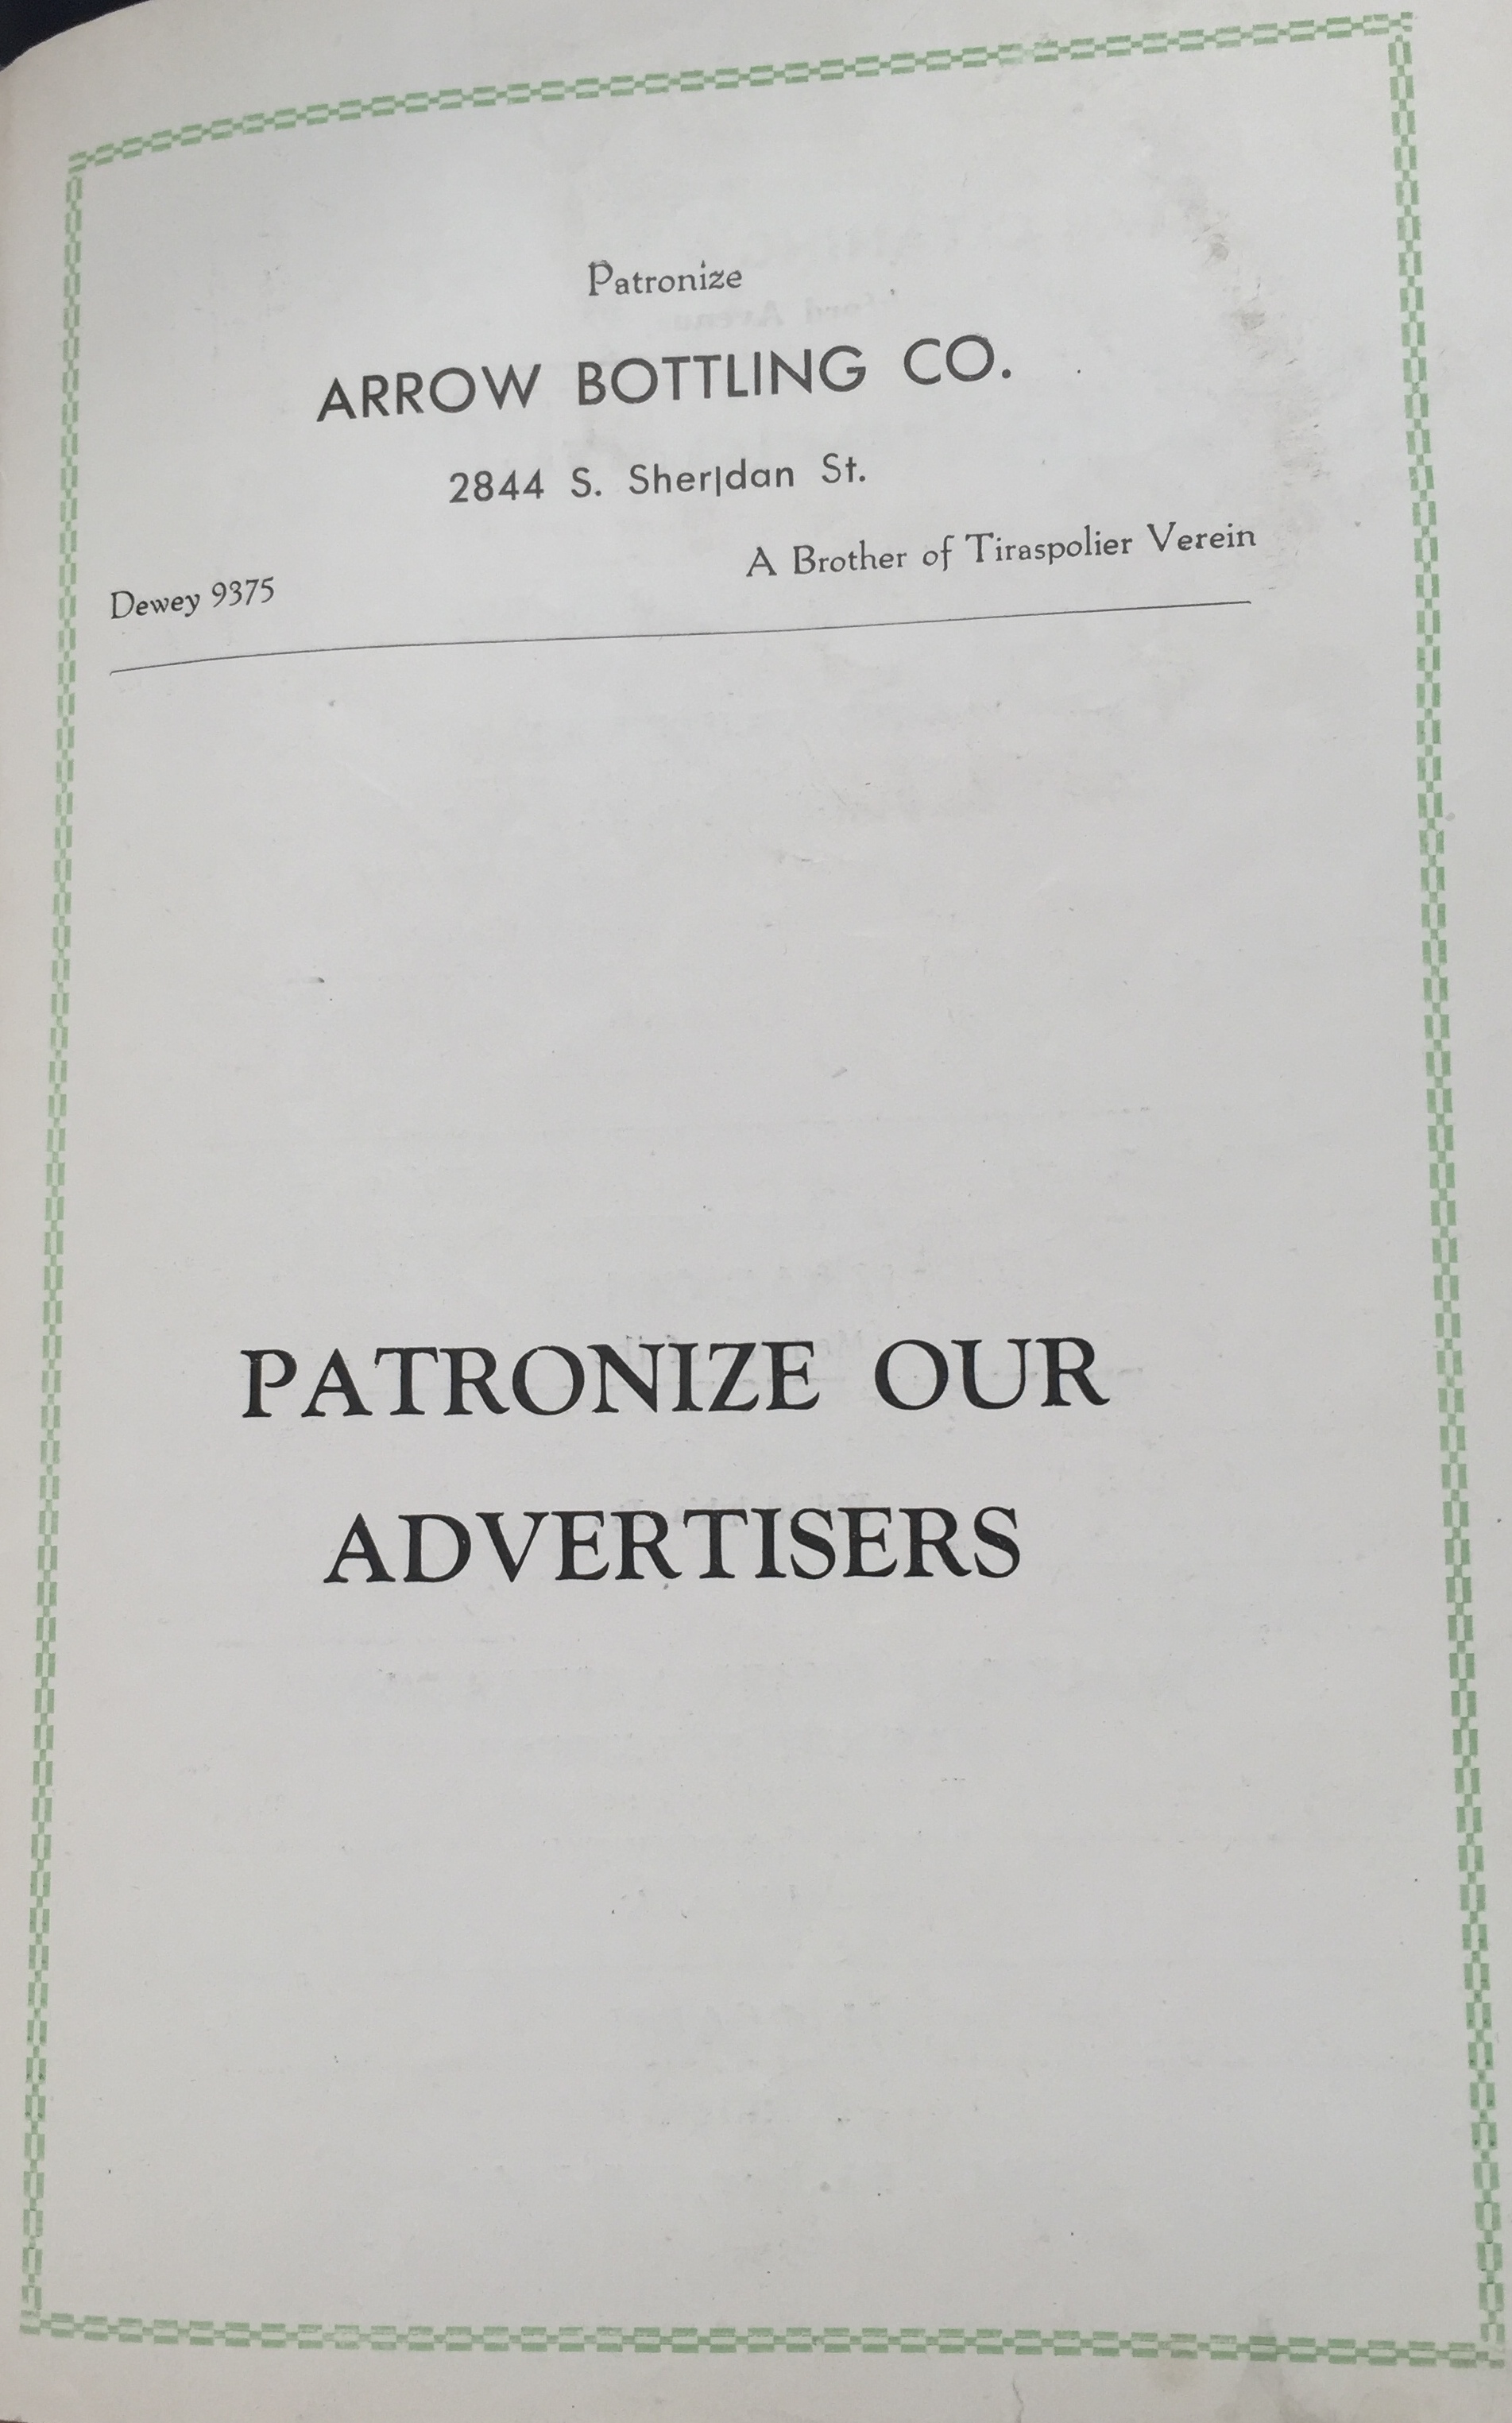 Patronize
ARROW BOTTLING CO.
2844 S. Sheridan St.
Dewey 9375
A Brother of Tiraspolier Verein
PATRONIZE OUR
ADVERTISERS